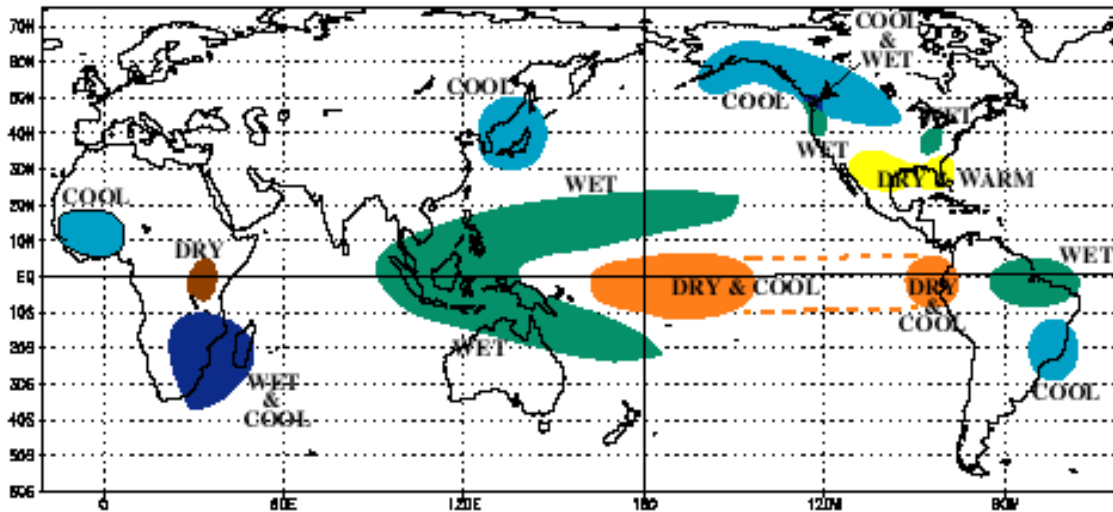 COOL
&
WET
COOL
COOL
WET
WET
WET
DRY & WARM
COOL
DRY
WET
DRY & COOL
DRY
&
COOL
WET
WET
&
COOL
COOL
70N
60N
50N
40N
30N
20N
10N
EQ
10S
20S
30S
40S
50S
60S
0
60E
120E
180
120W
60W